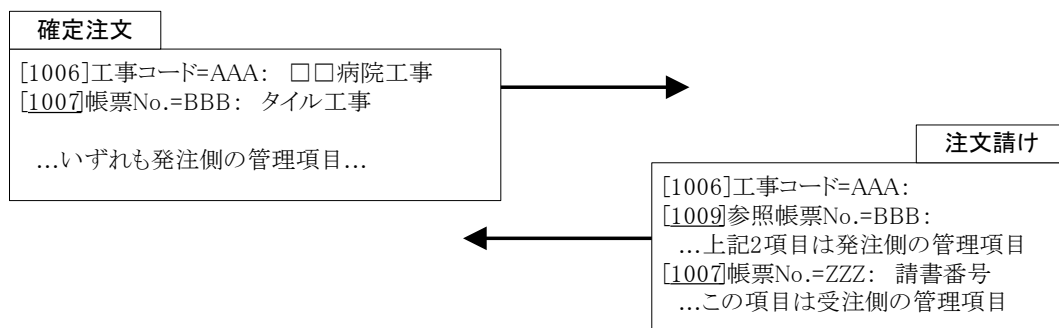 確定注文
[1006]工事コード=AAA: □□病院工事
[1007]帳票No.=BBB: タイル工事
…いずれも発注側の管理項目…
注文請け
[1006]工事コード=AAA:
[1009]参照帳票No.=BBB:
…上記2項目は発注側の管理項目
[1007]帳票No.=ZZZ: 請書番号
…この項目は受注側の管理項目